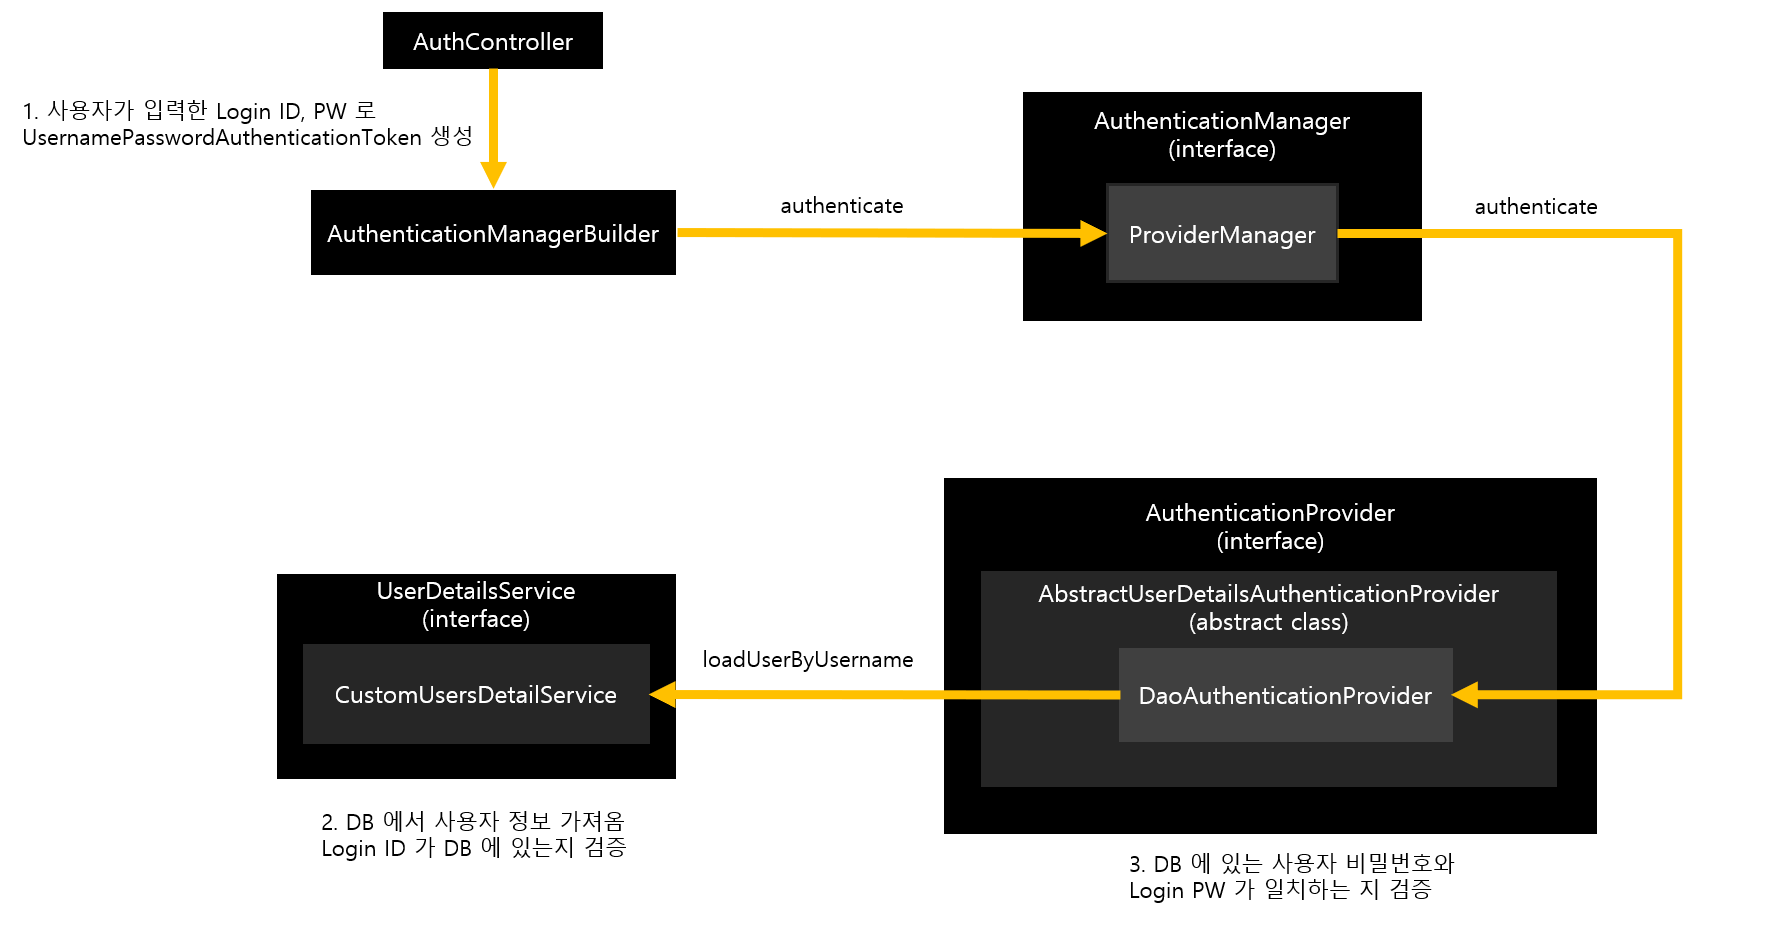 AuthController
1. 사용자가 입력한 Login ID, PW 로
UsernamePasswordAuthenticationToken 생성
AuthenticationManagerBuilder
authenticate
AuthenticationManager
(interface)
ProviderManager
authenticate
AuthenticationProvider
(interface)
AbstractUserDetailsAuthenticationProvider
(abstract class)
DaoAuthenticationProvider
loadUserByUsername
UserDetailsService
(interface)
CustomUsersDetailService
2. DB 에서 사용자 정보 가져옴
Login ID 가 DB 에 있는지 검증
3. DB 에 있는 사용자 비밀번호와
Login PW 가 일치하는 지 검증